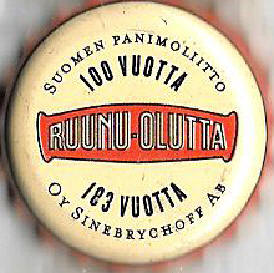 SUOMEN PANIMOLIITTO
100 VUOTTA
RUUNU-OLUTTA
183 VUOTTA
OY SINEBRYCHOFF AB